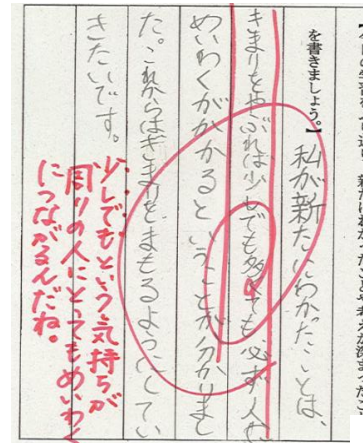 を書きましょう。】
私が新たにわかったことは、
きまりをやぶれば少しでも多くても必ず人に
めいわくがかかるということが分かりまし
た。これからはきまりをまもるようにしてい
きたいです。
少しでもという気持ちが
周りの人にとってもめいわく
につながるんだね。